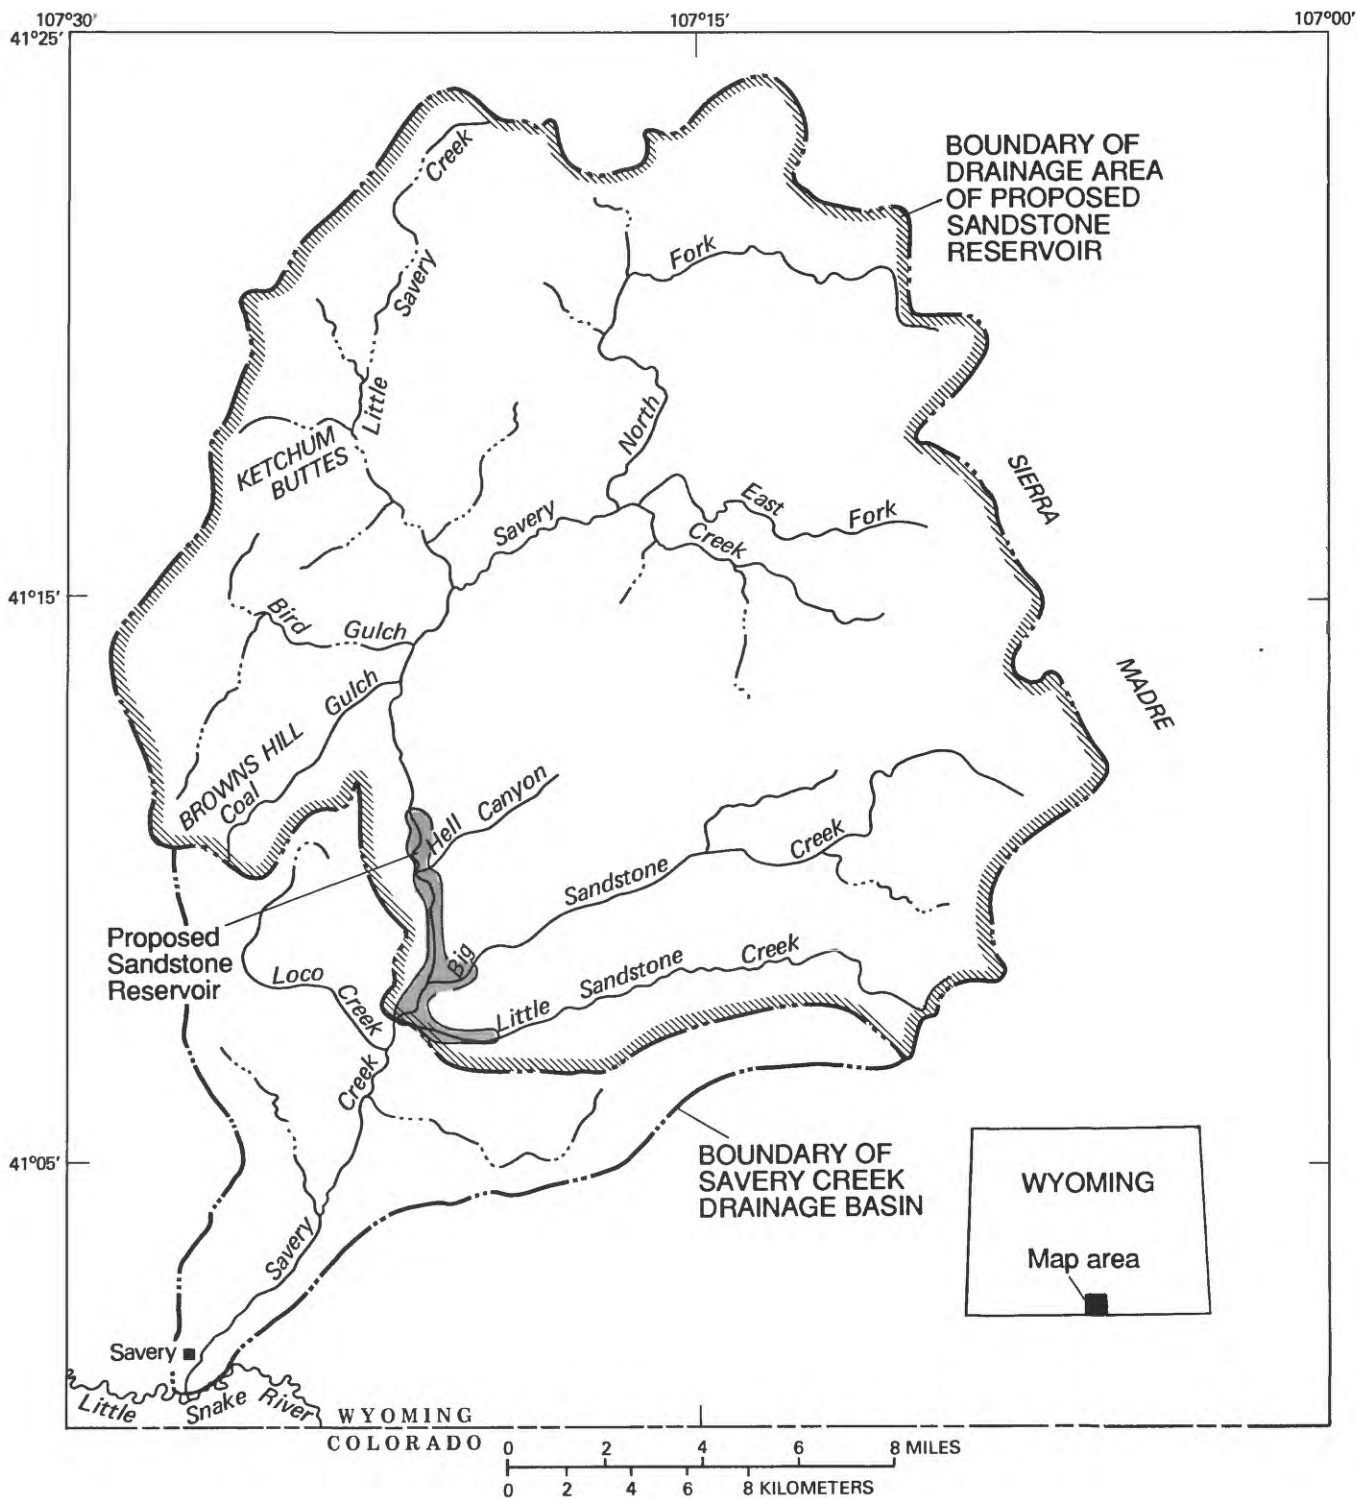 107°30'
107°15'
107°00'
41°25'
BOUNDARY OF
DRAINAGE AREA
OF PROPOSED
SANDSTONE
RESERVOIR
Creek
Savery
Little
Fork
North
KETCHUM
BUTTES
SIERRA
MADRE
East
Fork
Savery
Creek
41°15'
Bird
Gulch
Gulch
BROWNS HILL
Coal
Hell
Canyon
Sandstone
Creek
Big
Proposed
Sandstone
Reservoir
Loco
Creek
Little
Sandstone
Creek
Creek
41°05'
BOUNDARY OF
SAVERY CREEK
DRAINAGE BASIN
WYOMING
Map area
Savery
Savery
Little
Snake
River
WYOMING
COLORADO
0 2 4 6 8 MILES
0 2 4 6 8 KILOMETERS